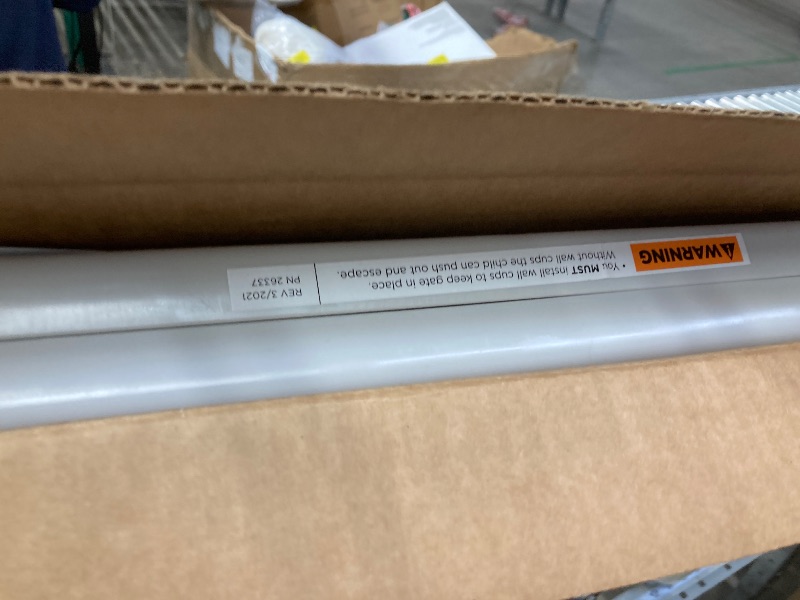 ⚠WARNING
• You MUST install wall cups to keep gate in place.
Without wall cups the child can push out and escape.
REV 3/2021
PN 26337